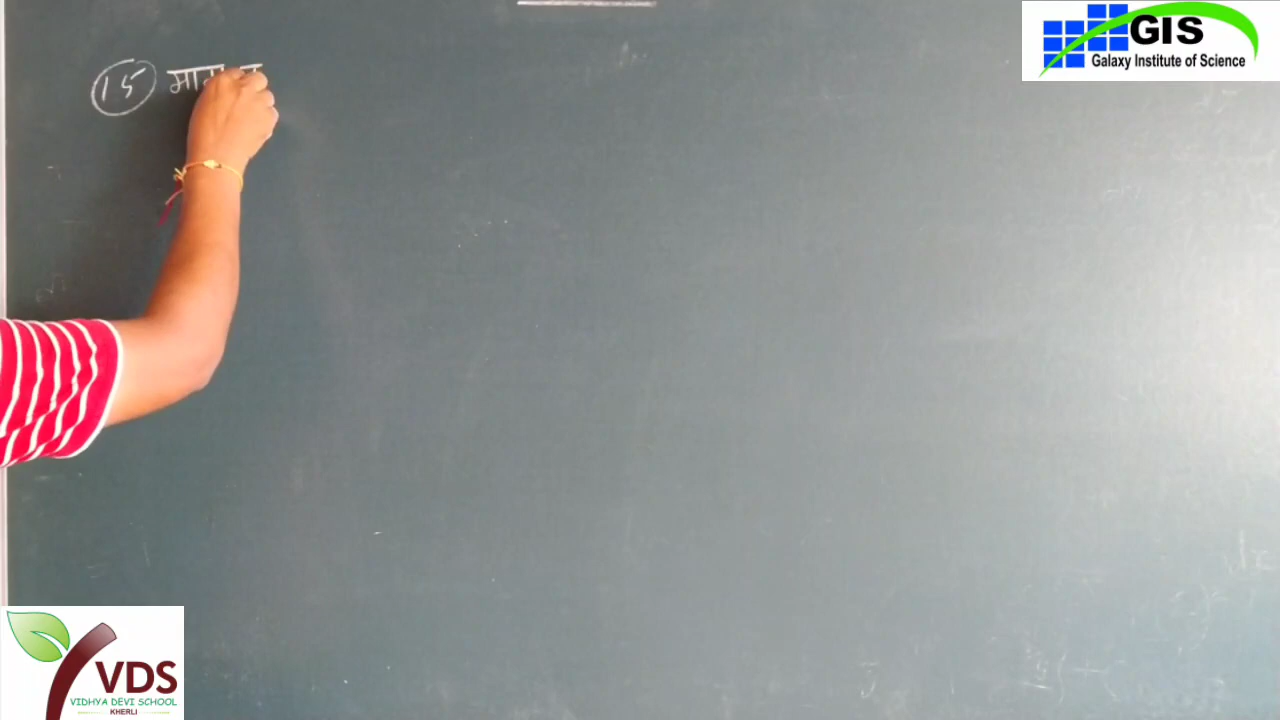 GIS
Galaxy Institute of Science
15
VDS
VIDHYA DEVI SCHOOL
KHERLI